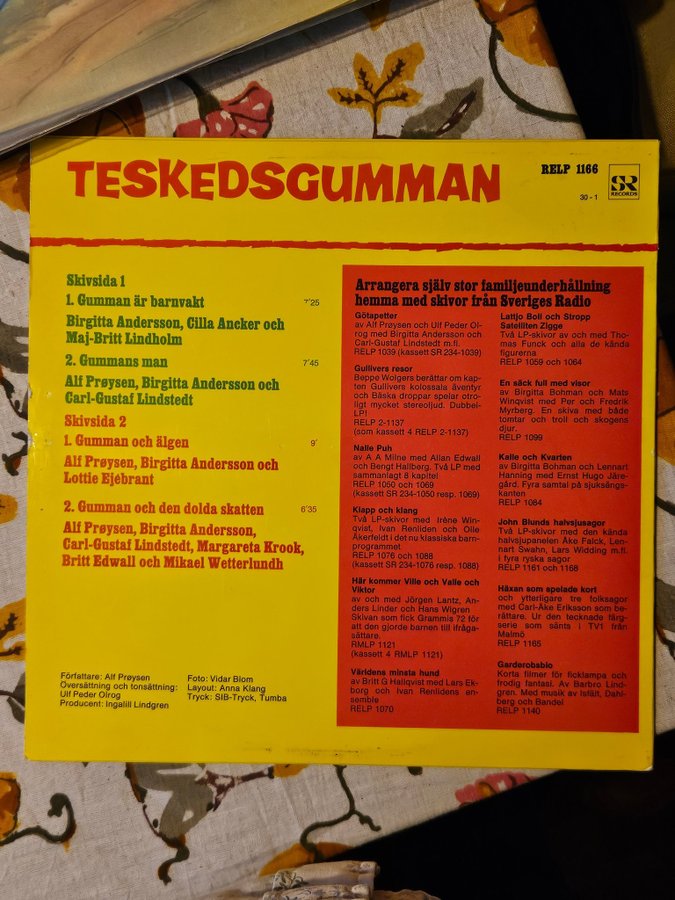 TESKEDSGUMMAN
RELP 1166
30-1
SR
RECORDS
Skivsida 1
1. Gumman är barnvakt 7'25
Birgitta Andersson, Cilla Ancker och
Maj-Britt Lindholm
2. Gummans man 7'45
Alf Prøysen, Birgitta Andersson och
Carl-Gustaf Lindstedt
Skivsida 2
1. Gumman och älgen 9'
Alf Prøysen, Birgitta Andersson och
Lottie Ejebrant
2. Gumman och den dolda skatten 6'35
Alf Prøysen, Birgitta Andersson,
Carl-Gustaf Lindstedt, Margareta Krook,
Britt Edwall och Mikael Wetterlundh
Författare: Alf Prøysen
Översättning och tonsättning:
Ulf Peder Olrog
Producent: Ingalill Lindgren
Foto: Vidar Blom
Layout: Anna Klang
Tryck: SIB-Tryck, Tumba
Arrangera själv stor familjeunderhållning
hemma med skivor från Sveriges Radio
Götapetter
av Alf Prøysen och Ulf Peder Ol-
rog med Birgitta Andersson och
Carl-Gustaf Lindstedt m.fl.
RELP 1039 (kassett SR 234-1039)
Gullivers resor
Beppe Wolgers berättar om kap-
ten Gullivers kolossala äventyr
och Bäska droppar spelar otro-
ligt mycket stereofjud. Dubbel-
LP!
RELP 2-1137
(som kassett 4 RELP 2-1137)
Nalle Puh
av A A Milne med Allan Edwall
och Bengt Hallberg. Två LP med
sammanlagt 8 kapitel
RELP 1050 och 1069
(kassett SR 234-1050 resp. 1069)
Klapp och klang
Två LP-skivor med Irène Win-
qvist, Ivan Renliden och Olle
Åkerfeldt i det nu klassiska barn-
programmet
RELP 1076 och 1088
(kassett SR 234-1076 resp. 1088)
Här kommer Ville och Valle och
Viktor
av och med Jörgen Lantz, An-
ders Linder och Hans Wigren
Skivan som fick Grammis 72 för
att den gjorde barnen till ifråga-
sättare.
RMLP 1121
(kassett 4 RMLP 1121)
Världens minsta hund
av Britt G Hallqvist med Lars Ek-
borg och Ivan Renlidens en-
semble
RELP 1070
Lattjo Boll och Stropp
Sateliten Zigge
Två LP-skivor av och med Tho-
mas Funck och alla de kända
figurerna
RELP 1059 och 1064
En säck full med visor
av Birgitta Bohman och Mats
Winqvist med Per och Fredrik
Myrberg. En skiva med både
tomtar och troll och skogens
djur.
RELP 1099
Kalle och Kvarten
av Birgitta Bohman och Lennart
Hanning med Ernst Hugo Järe-
gård. Fyra samtal på sjuksängs-
kanten
RELP 1084
John Blunds halvsjusagor
Två LP-skivor med den kända
halvsjupanelen Åke Falck, Len-
nart Swahn, Lars Widding m.fl.
i fyra ryska sagor
RELP 1161 och 1168
Häxan som spelade kort
och ytterligare tre folksagor
med Carl-Åke Eriksson som be-
rättare. Ur den tecknade färg-
serie som sänts i TV1 från
Malmö
RELP 1165
Garderobabio
Korta filmer för ficklampa och
frodig fantasi. Av Barbro Lind-
gren. Med musik av Isfält, Dahl-
berg och Bandel
RELP 1140